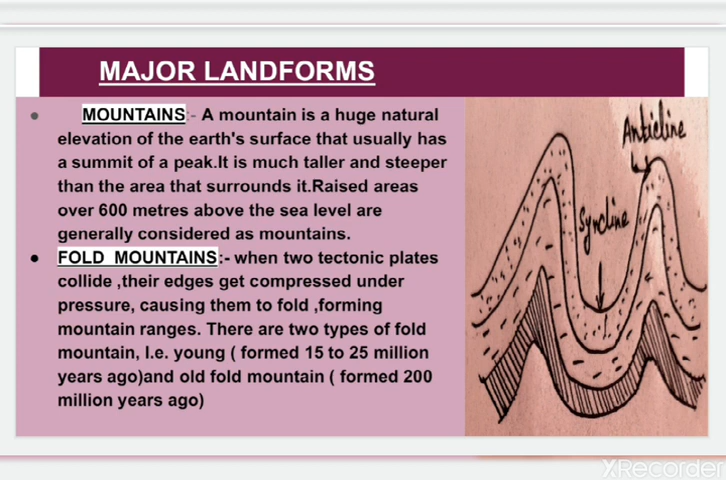 MAJOR LANDFORMS
MOUNTAINS:- A mountain is a huge natural
elevation of the earth's surface that usually has
a summit of a peak.It is much taller and steeper
than the area that surrounds it.Raised areas
over 600 metres above the sea level are
generally considered as mountains.
FOLD MOUNTAINS:- when two tectonic plates
collide ,their edges get compressed under
pressure, causing them to fold ,forming
mountain ranges. There are two types of fold
mountain, I.e. young ( formed 15 to 25 million
years ago)and old fold mountain ( formed 200
million years ago)
Anticline
Syncline
XRecorder